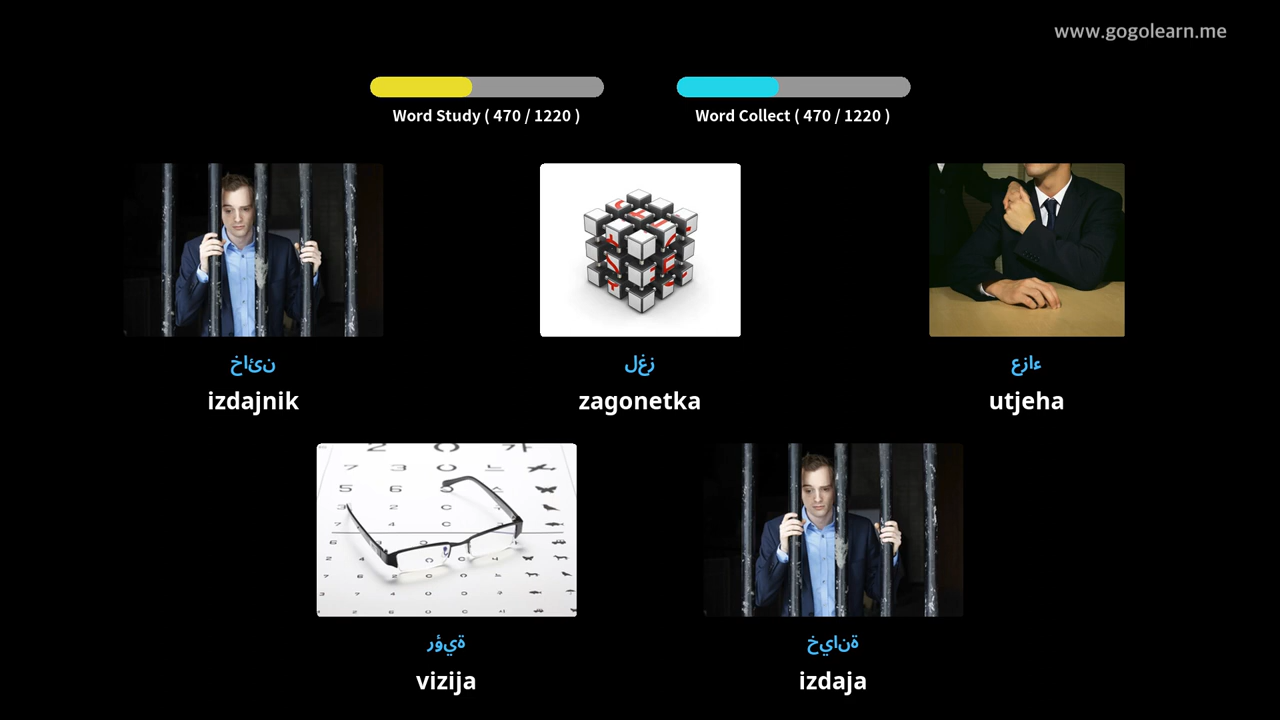 www.gogolearn.me
Word Study ( 470 / 1220 )
Word Collect ( 470 / 1220 )
خائن
izdajnik
لغز
zagonetka
عزاء
utjeha
رؤية
vizija
خيانة
izdaja